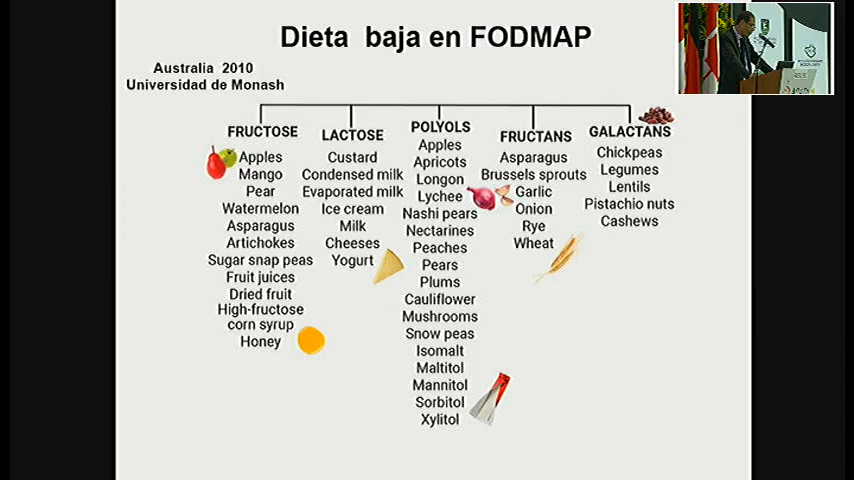 Dieta baja en FODMAP
Australia 2010
Universidad de Monash
FRUCTOSE
Apples
Mango
Pear
Watermelon
Asparagus
Artichokes
Sugar snap peas
Fruit juices
Dried fruit
High-fructose
corn syrup
Honey
LACTOSE
Custard
Condensed milk
Evaporated milk
Ice cream
Milk
Cheeses
Yogurt
POLYOLS
Apples
Apricots
Longon
Lychee
Nashi pears
Nectarines
Peaches
Pears
Plums
Cauliflower
Mushrooms
Snow peas
Isomalt
Maltitol
Mannitol
Sorbitol
Xylitol
FRUCTANS
Asparagus
Brussels sprouts
Garlic
Onion
Rye
Wheat
GALACTANS
Chickpeas
Legumes
Lentils
Pistachio nuts
Cashews